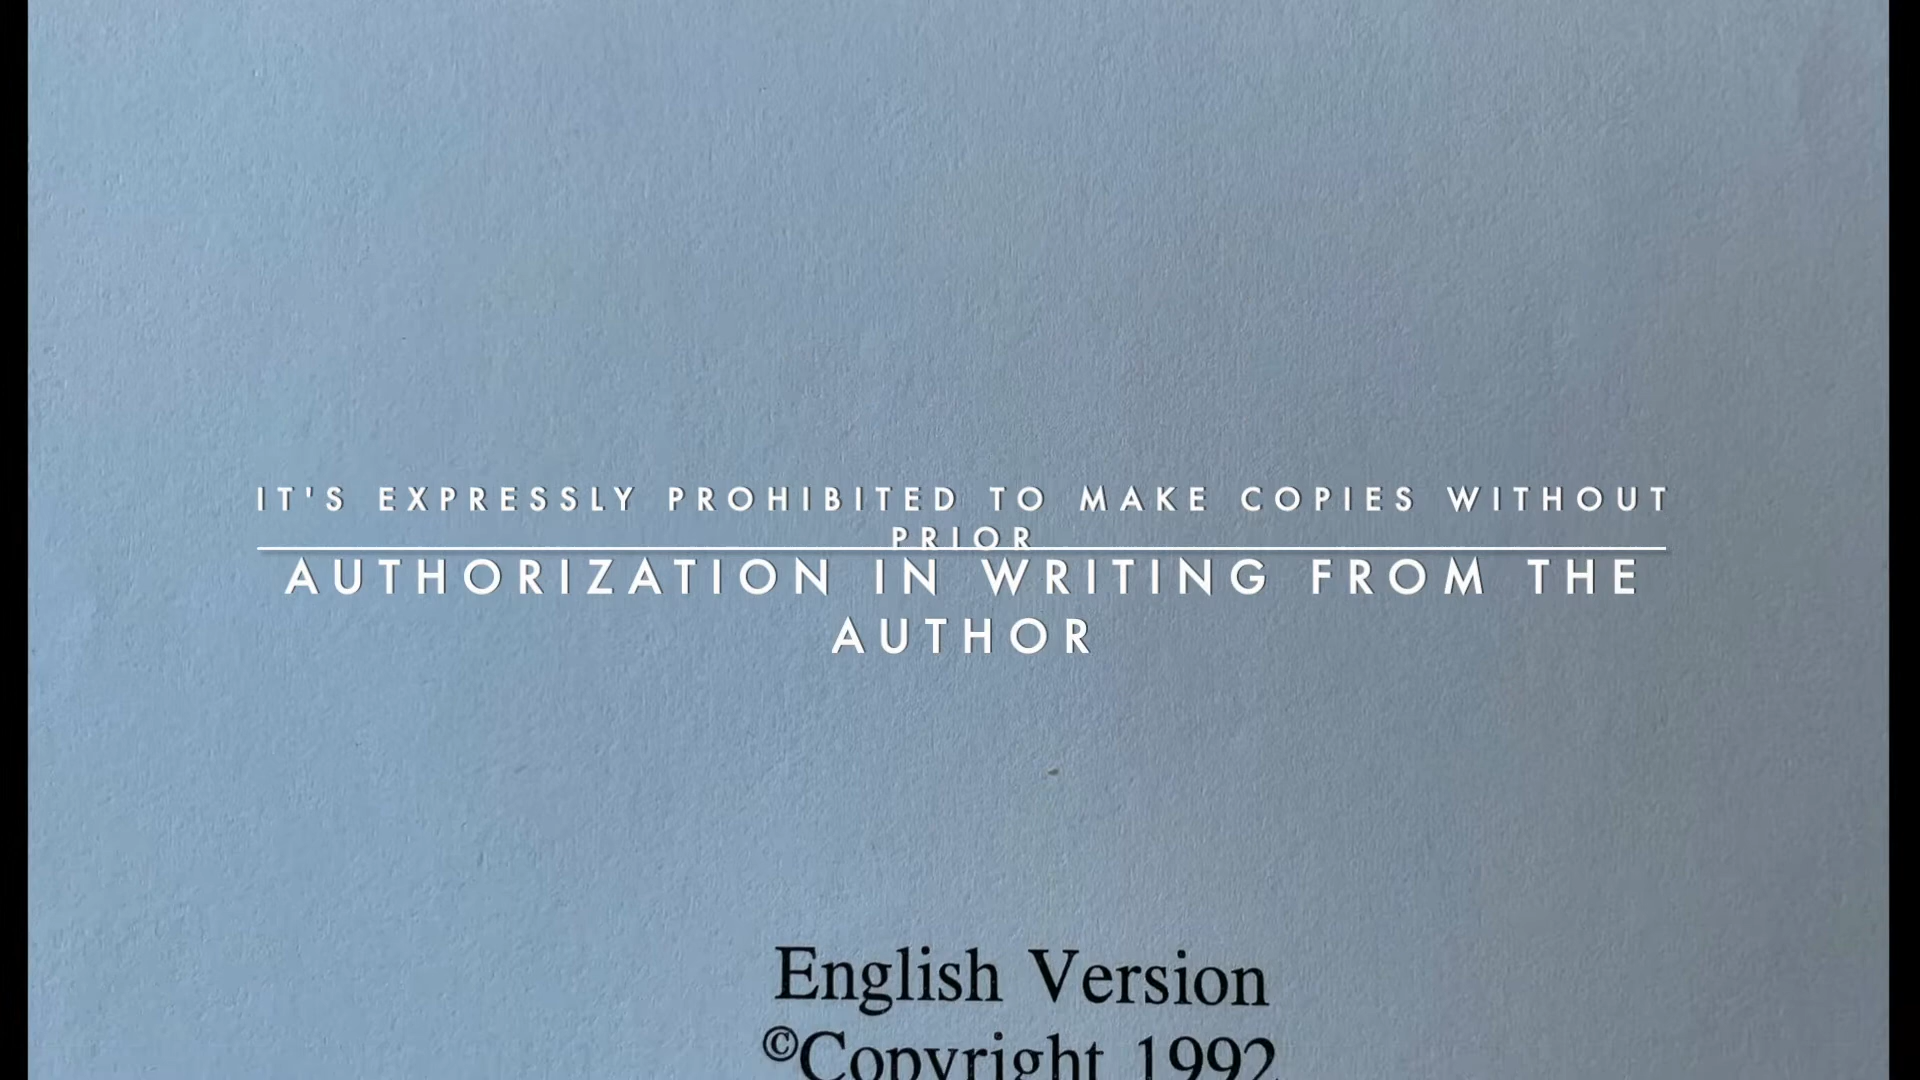 IT'S EXPRESSLY PROHIBITED TO MAKE COPIES WITHOUT
PRIOR
AUTHORIZATION IN WRITING FROM THE
AUTHOR
English Version
©Copyright 1992